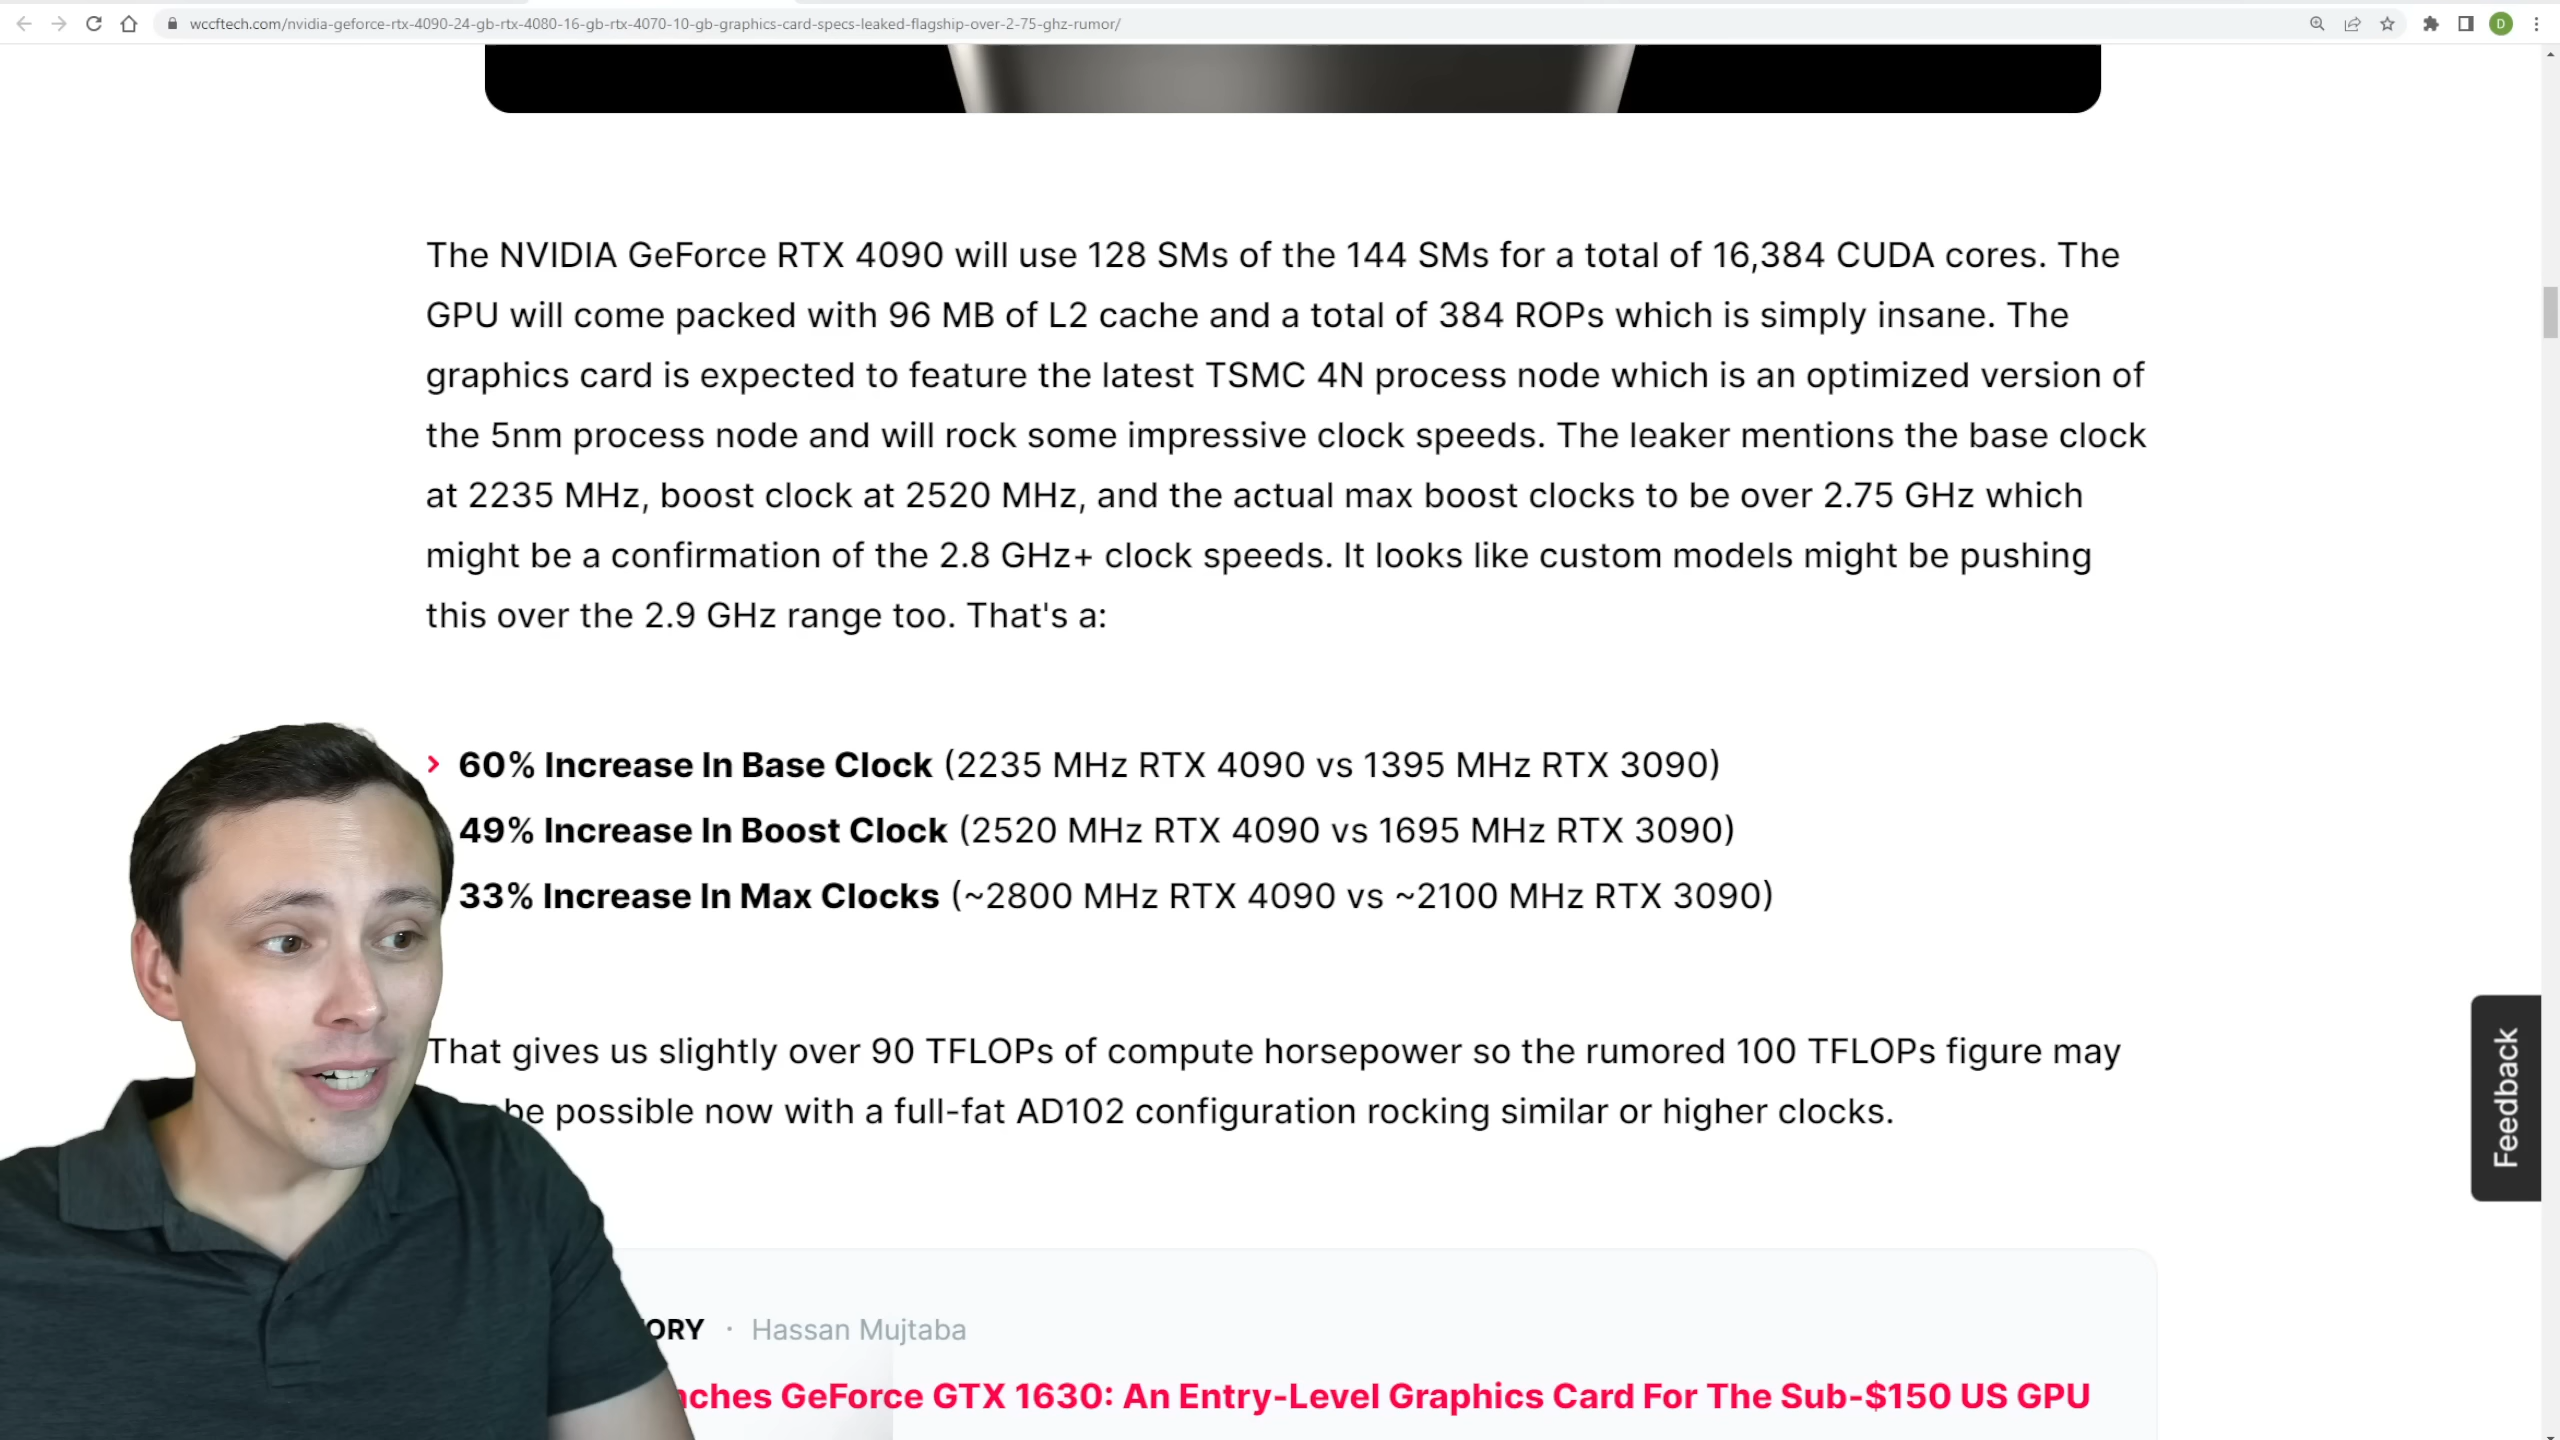 wccftech.com/nvidia-geforce-rtx-4090-24-gb-rtx-4080-16-gb-rtx-4070-10-gb-graphics-card-specs-leaked-flagship-over-2-75-ghz-rumor/
D
The NVIDIA GeForce RTX 4090 will use 128 SMs of the 144 SMs for a total of 16,384 CUDA cores. The
GPU will come packed with 96 MB of L2 cache and a total of 384 ROPs which is simply insane. The
graphics card is expected to feature the latest TSMC 4N process node which is an optimized version of
the 5nm process node and will rock some impressive clock speeds. The leaker mentions the base clock
at 2235 MHz, boost clock at 2520 MHz, and the actual max boost clocks to be over 2.75 GHz which
might be a confirmation of the 2.8 GHz+ clock speeds. It looks like custom models might be pushing
this over the 2.9 GHz range too. That's a:
60% Increase In Base Clock (2235 MHz RTX 4090 vs 1395 MHz RTX 3090)
49% Increase In Boost Clock (2520 MHz RTX 4090 vs 1695 MHz RTX 3090)
33% Increase In Max Clocks (~2800 MHz RTX 4090 vs ~2100 MHz RTX 3090)
That gives us slightly over 90 TFLOPs of compute horsepower so the rumored 100 TFLOPs figure may
be possible now with a full-fat AD102 configuration rocking similar or higher clocks.
Feedback
ORY · Hassan Mujtaba
nches GeForce GTX 1630: An Entry-Level Graphics Card For The Sub-$150 US GPU